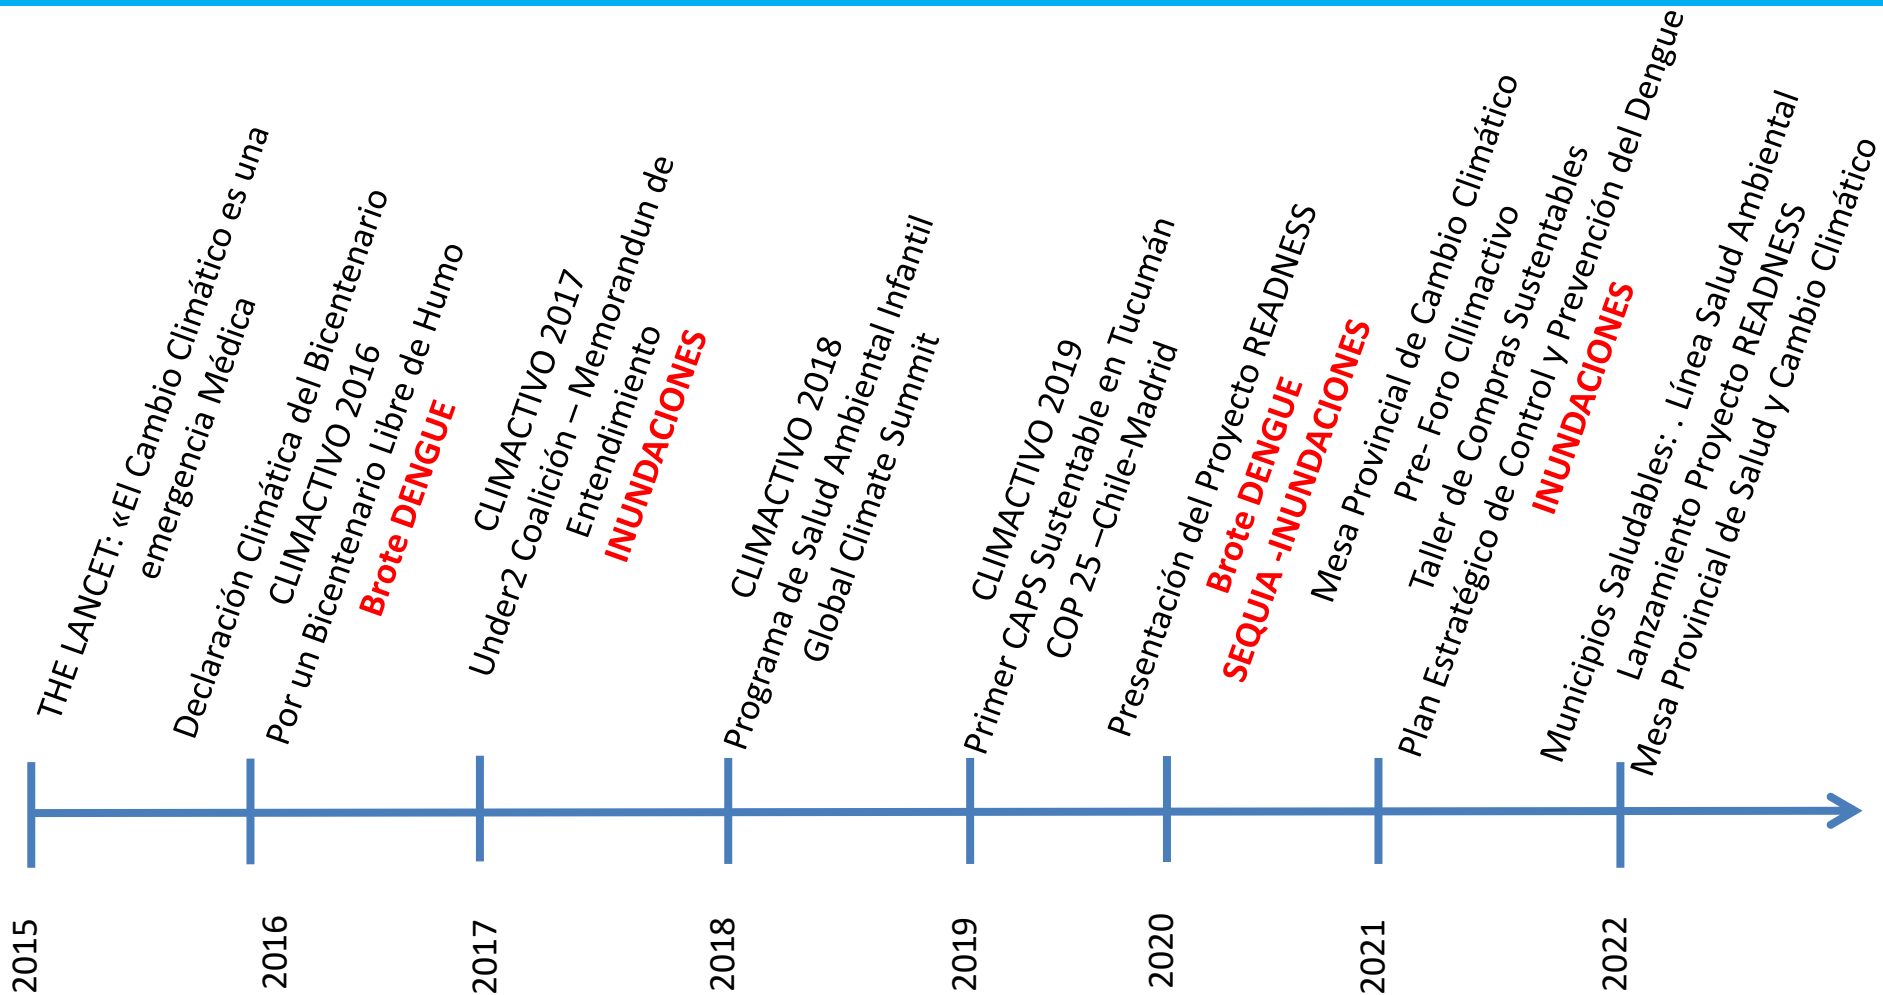 THE LANCET: «El Cambio Climático es una
emergencia Médica
Declaración Climática del Bicentenario
CLIMACTIVO 2016
Por un Bicentenario Libre de Humo
Brote DENGUE
CLIMACTIVO 2017
Under2 Coalición – Memorandun de
Entendimiento
INUNDACIONES
CLIMACTIVO 2018
Programa de Salud Ambiental Infantil
Global Climate Summit
CLIMACTIVO 2019
Primer CAPS Sustentable en Tucumán
COP 25 –Chile-Madrid
Presentación del Proyecto READNESS
Brote DENGUE
SEQUIA -INUNDACIONES
Mesa Provincial de Cambio Climático
Pre- Foro Cllimactivo
Taller de Compras Sustentables
Plan Estratégico de Control y Prevención del Dengue
INUNDACIONES
Municipios Saludables: . Línea Salud Ambiental
Lanzamiento Proyecto READNESS
Mesa Provincial de Salud y Cambio Climático
2015
2016
2017
2018
2019
2020
2021
2022